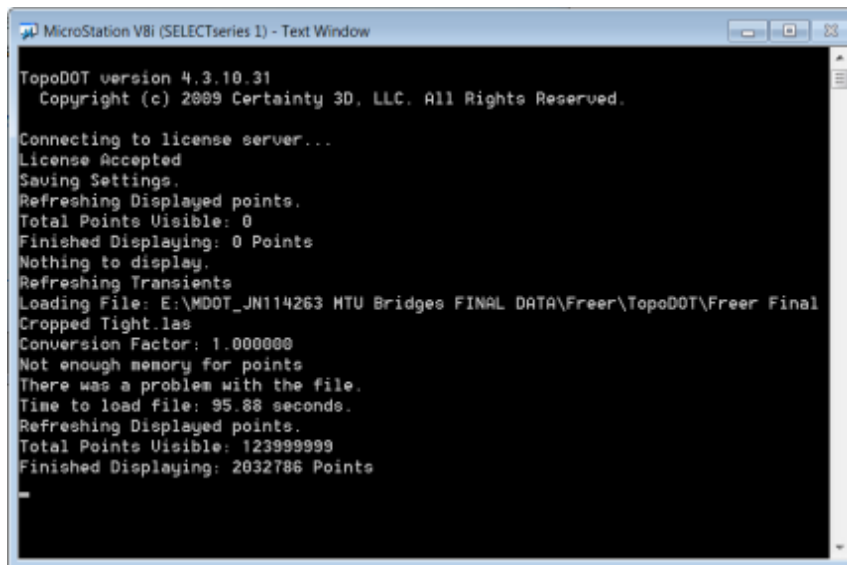 MicroStation V8i (SELECTseries 1) - Text Window
TopoDOT version 4.3.10.31
Copyright (c) 2009 Certainty 3D, LLC. All Rights Reserved.
Connecting to license server...
License Accepted
Saving Settings.
Refreshing Displayed points.
Total Points Visible: 0
Finished Displaying: 0 Points
Nothing to display.
Refreshing Transients
Loading File: E:\MDOT_JN114263 MTU Bridges FINAL DATA\Freer\TopoDOT\Freer Final
Cropped Tight.las
Conversion Factor: 1.000000
Not enough memory for points
There was a problem with the file.
Time to load file: 95.88 seconds.
Refreshing Displayed points.
Total Points Visible: 123999999
Finished Displaying: 2032786 Points